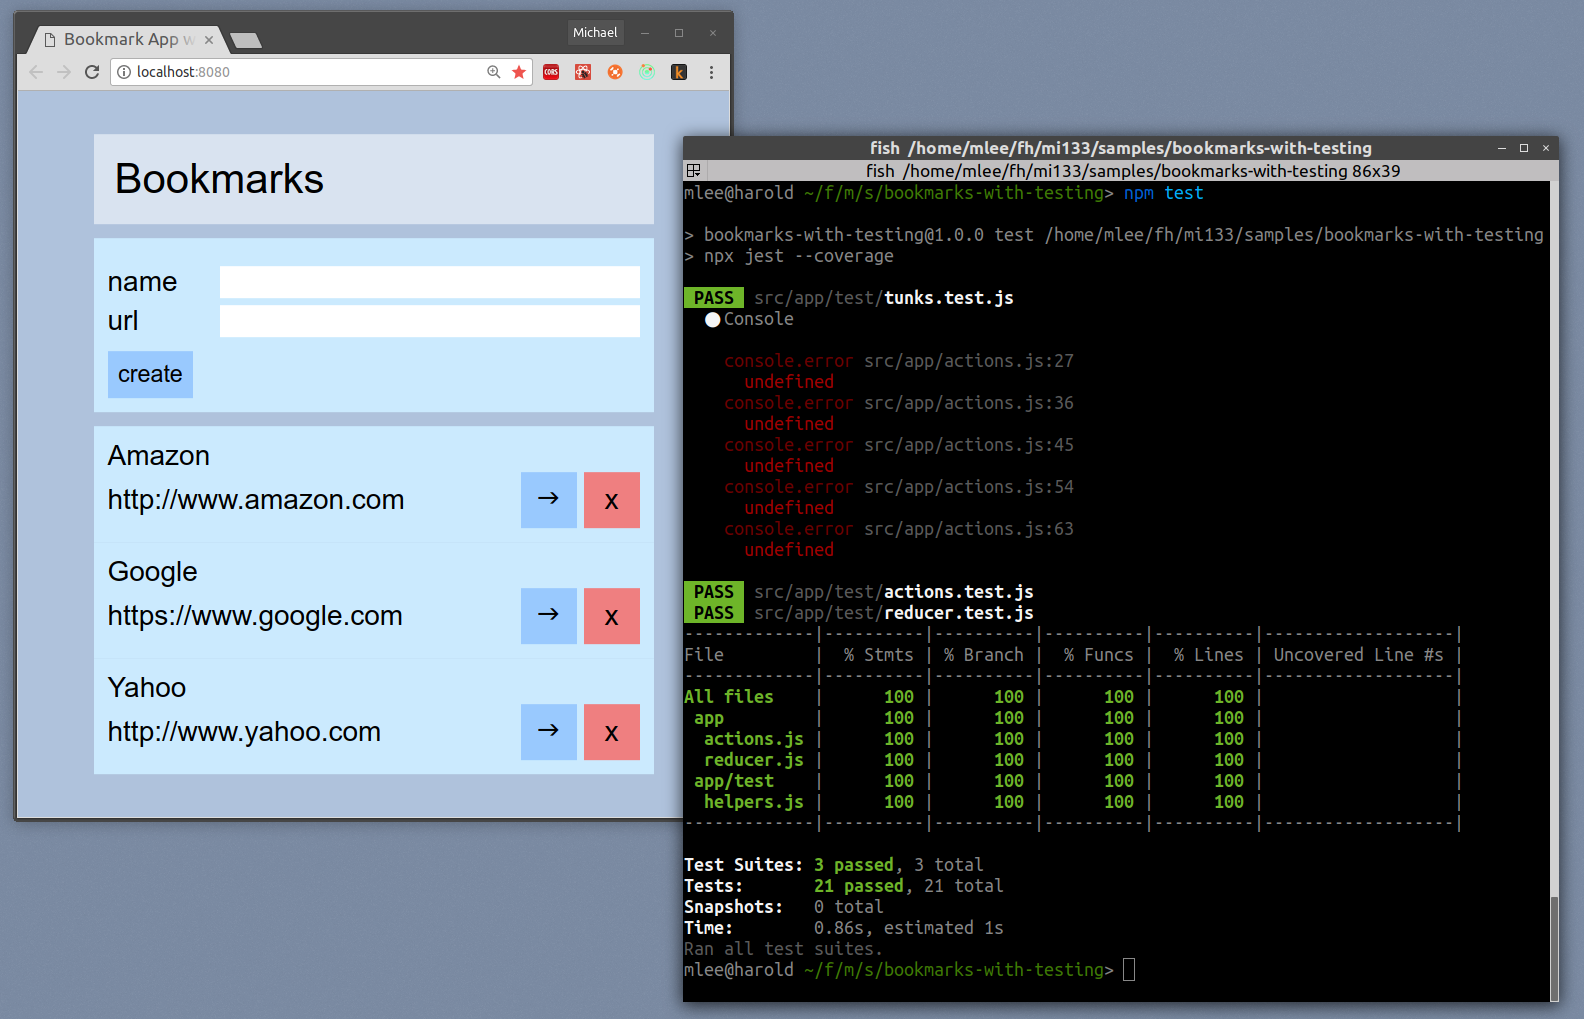 Bookmark App w
Michael
localhost:8080
CORS
k
Bookmarks
name
url
create
Amazon
http://www.amazon.com
→ x
Google
https://www.google.com
→ x
Yahoo
http://www.yahoo.com
→ x
fish /home/mlee/fh/mi133/samples/bookmarks-with-testing
fish /home/mlee/fh/mi133/samples/bookmarks-with-testing 86x39
mlee@harold ~/f/m/s/bookmarks-with-testing> npm test
> bookmarks-with-testing@1.0.0 test /home/mlee/fh/mi133/samples/bookmarks-with-testing
> npx jest --coverage
PASS src/app/test/tunks.test.js
● Console
console.error src/app/actions.js:27
undefined
console.error src/app/actions.js:36
undefined
console.error src/app/actions.js:45
undefined
console.error src/app/actions.js:54
undefined
console.error src/app/actions.js:63
undefined
PASS src/app/test/actions.test.js
PASS src/app/test/reducer.test.js
-------------|----------|----------|----------|----------|-------------------|
File | % Stmts | % Branch | % Funcs | % Lines | Uncovered Line #s |
-------------|----------|----------|----------|----------|-------------------|
All files | 100 | 100 | 100 | 100 | |
app | 100 | 100 | 100 | 100 | |
actions.js | 100 | 100 | 100 | 100 | |
reducer.js | 100 | 100 | 100 | 100 | |
app/test | 100 | 100 | 100 | 100 | |
helpers.js | 100 | 100 | 100 | 100 | |
-------------|----------|----------|----------|----------|-------------------|
Test Suites: 3 passed, 3 total
Tests: 21 passed, 21 total
Snapshots: 0 total
Time: 0.86s, estimated 1s
Ran all test suites.
mlee@harold ~/f/m/s/bookmarks-with-testing>